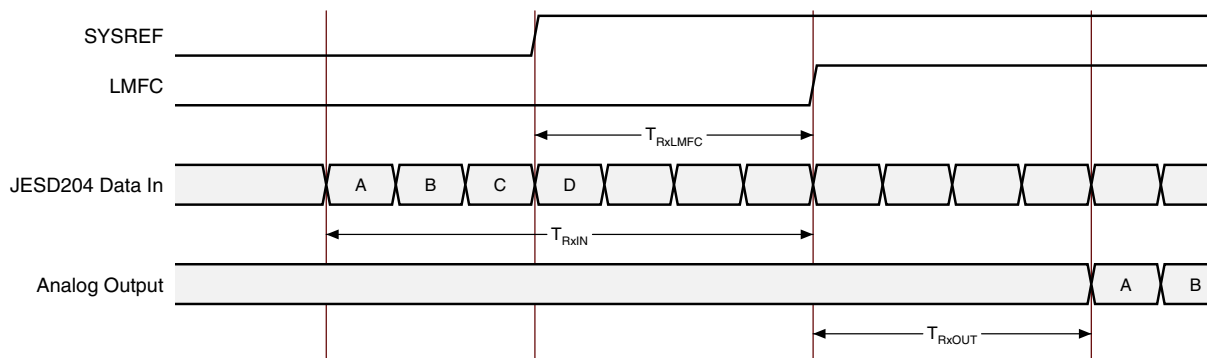 SYSREF
LMFC
T_RxLMFC
JESD204 Data In A B C D
T_RxIN
Analog Output A B
T_RxOUT